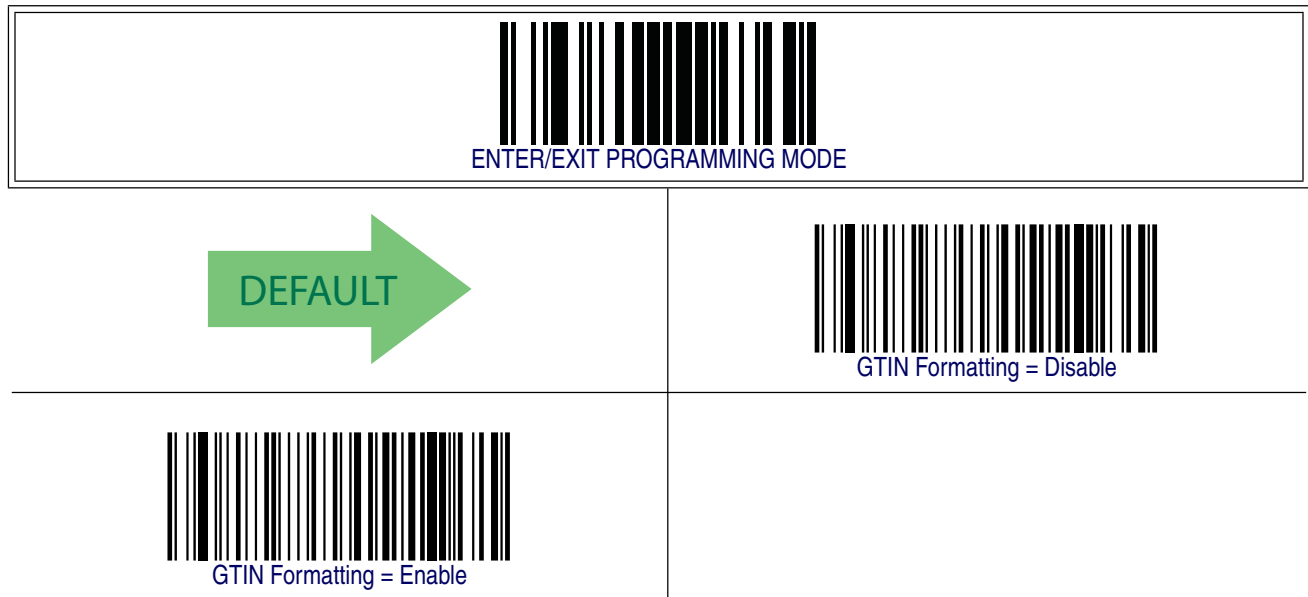 ENTER/EXIT PROGRAMMING MODE
DEFAULT
GTIN Formatting = Disable
GTIN Formatting = Enable